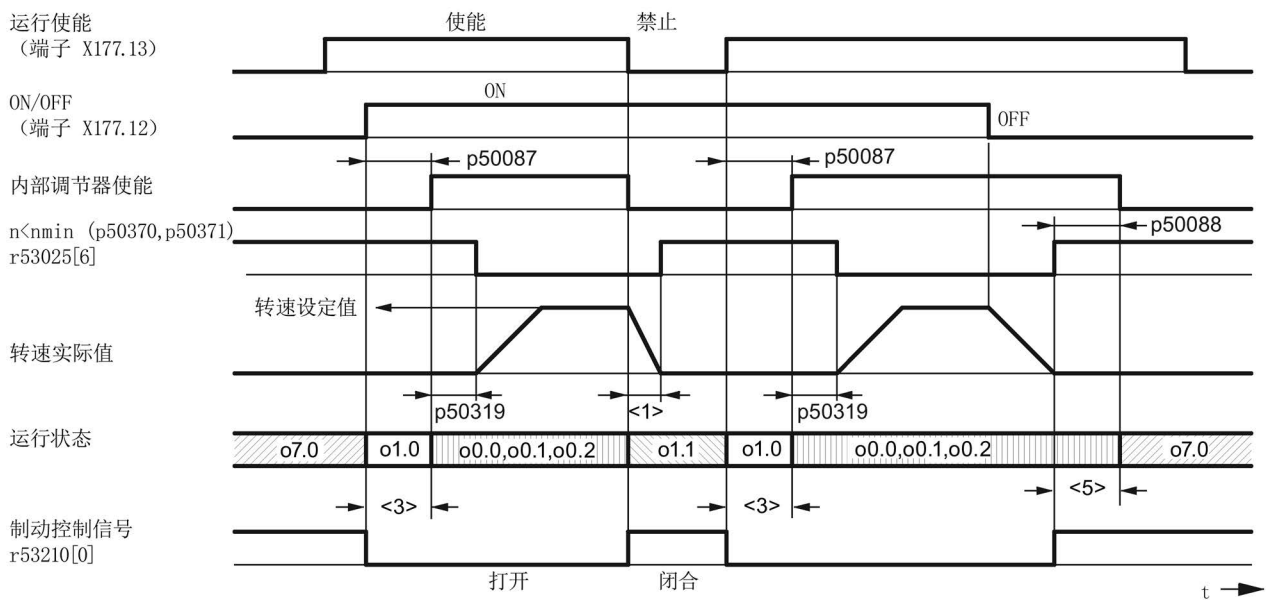 运行使能 使能 禁止
（端子 X177.13）
ON/OFF ON
（端子 X177.12） OFF
p50087 p50087
内部调节器使能
n<nmin (p50370,p50371) p50088
r53025[6]
转速设定值
转速实际值
p50319 <1> p50319
运行状态 o7.0 o1.0 o0.0,o0.1,o0.2 o1.1 o1.0 o0.0,o0.1,o0.2 o7.0
<3> <3> <5>
制动控制信号
r53210[0]
打开 闭合
t